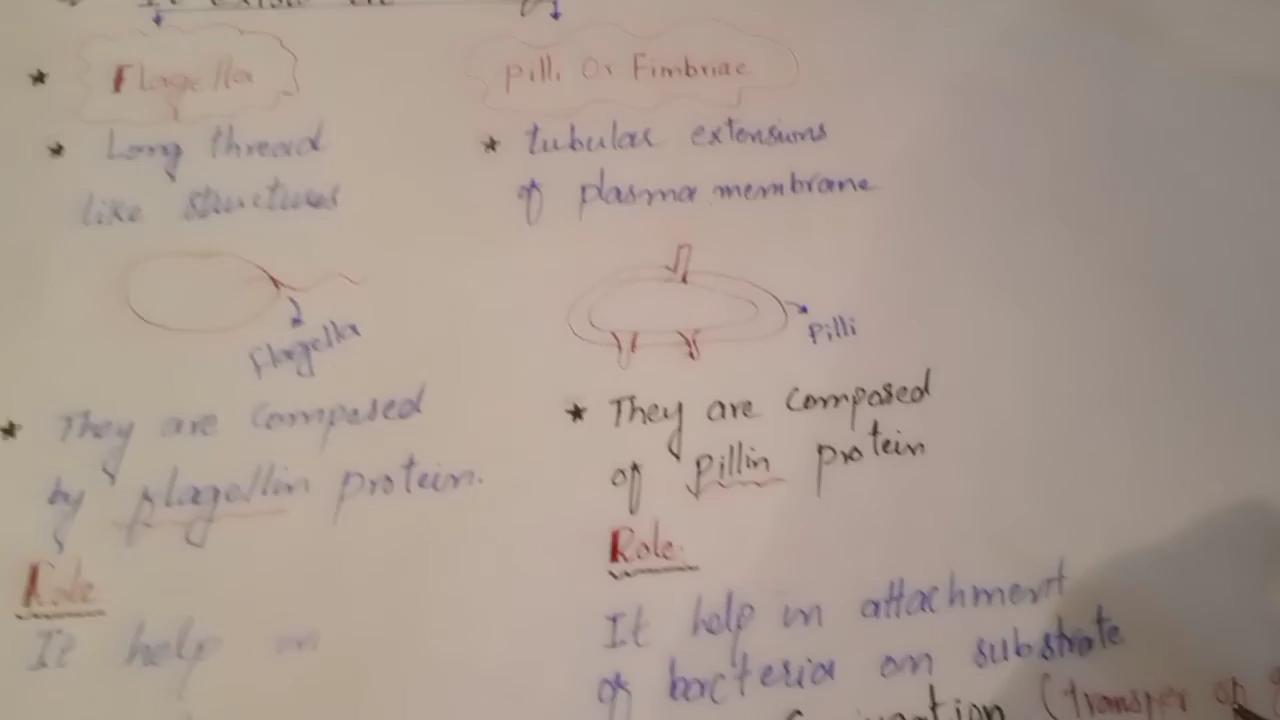 Flagella
★ Long thread
like structures
Flagella
★ They are composed
by flagellin protein.
Role
It help in
Pilli Or Fimbriae
★ tubular extensions
of plasma membrane
Pilli
★ They are composed
of Pillin protein
Role:
It help in attachment
of bacteria on substrate
(transfer of